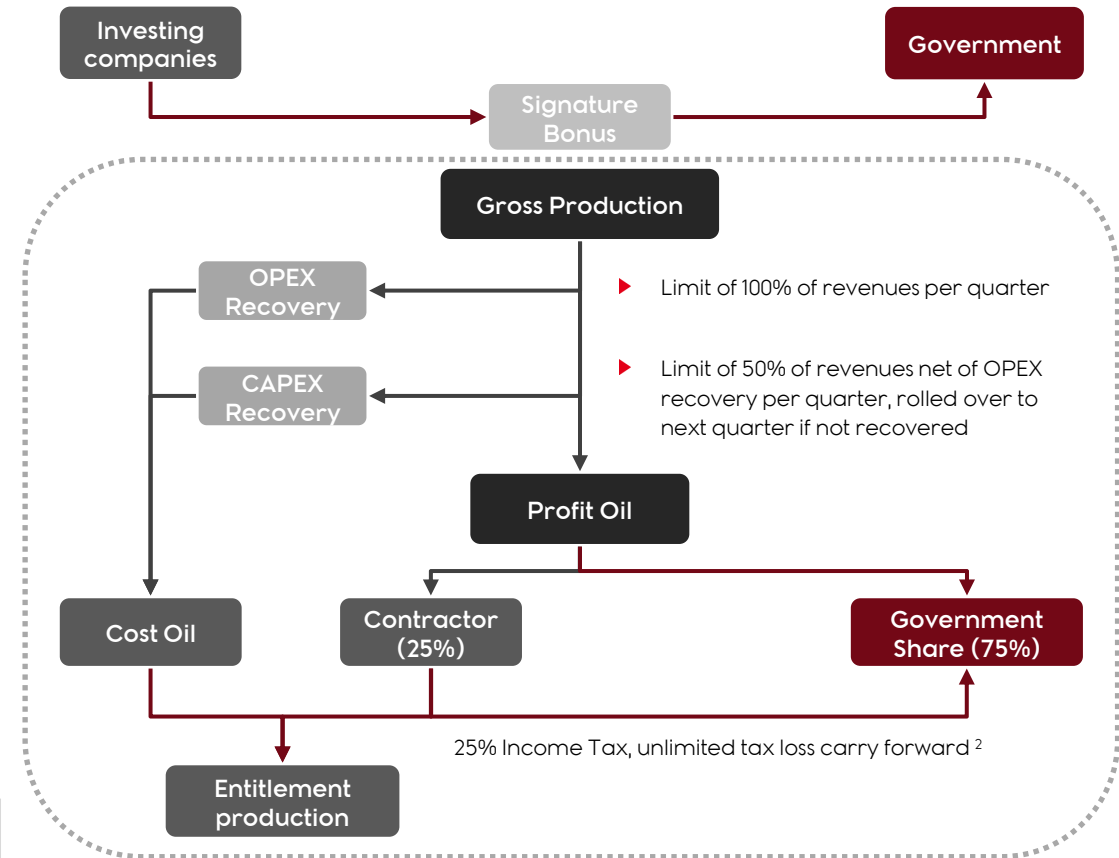 Investing
companies
Government
Signature
Bonus
Gross Production
OPEX
Recovery
Limit of 100% of revenues per quarter
CAPEX
Recovery
Limit of 50% of revenues net of OPEX
recovery per quarter, rolled over to
next quarter if not recovered
Profit Oil
Cost Oil
Contractor
(25%)
Government
Share (75%)
25% Income Tax, unlimited tax loss carry forward 2
Entitlement
production